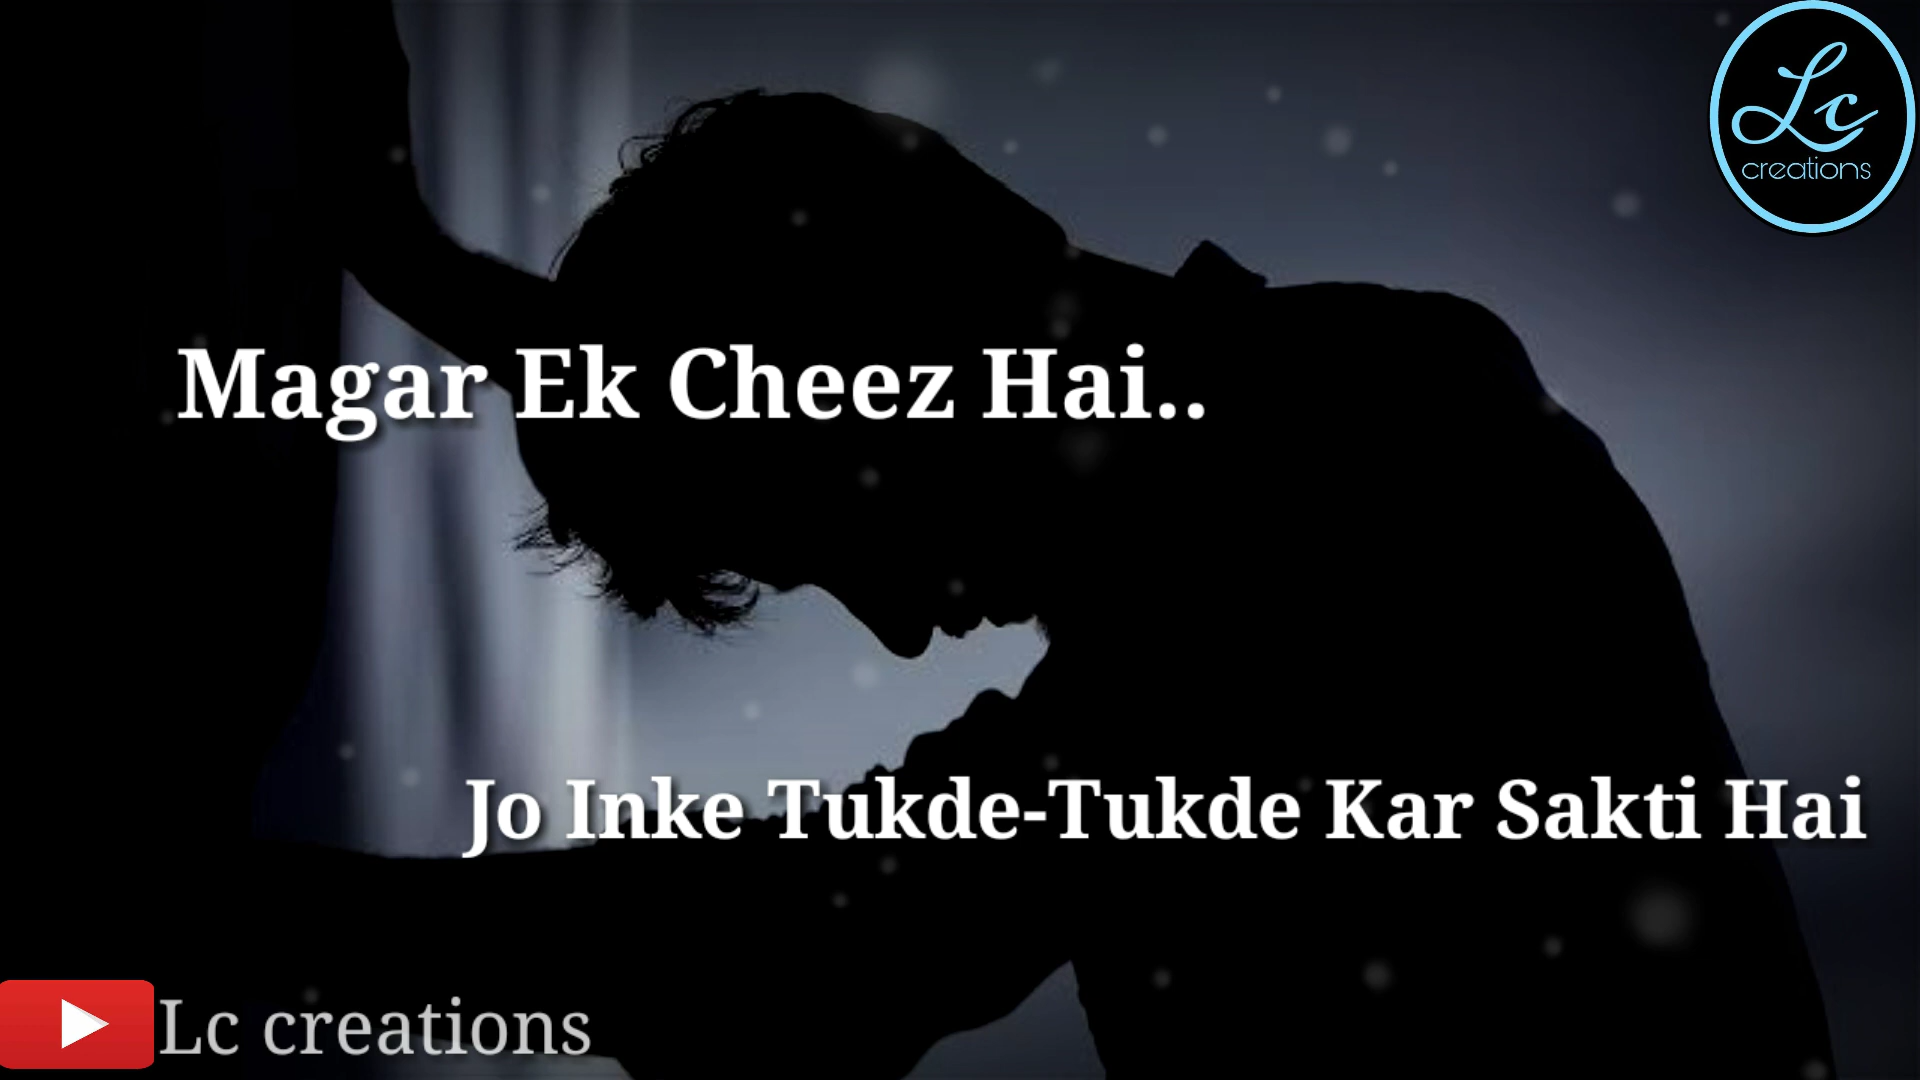 Lc
creations
Magar Ek Cheez Hai..
Jo Inke Tukde-Tukde Kar Sakti Hai
Lc creations